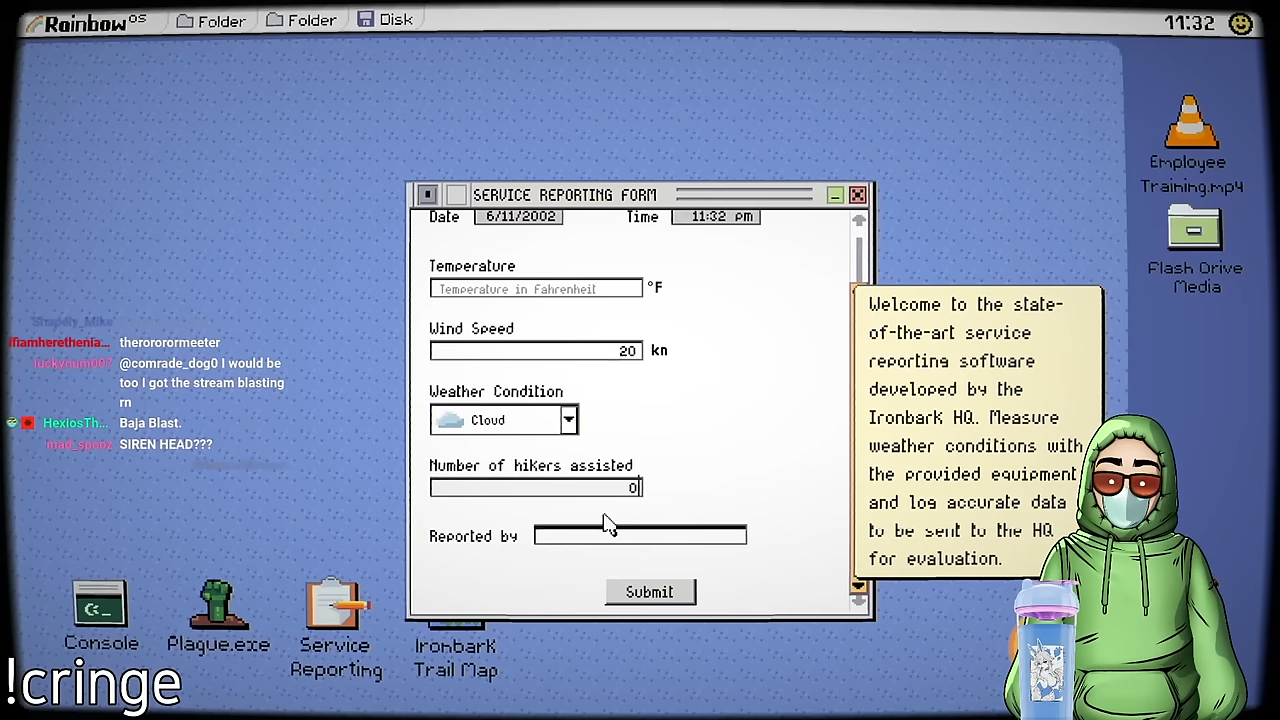 Rainbow OS
Folder
Folder
Disk
11:32
Employee
Training.mp4
Flash Drive
Media
SERVICE REPORTING FORM
Date 6/11/2002 Time 11:32 pm
Temperature
Temperature in Fahrenheit °F
Wind Speed
20 kn
Weather Condition
Cloud
Number of hikers assisted
0
Reported by
Submit
Welcome to the state-
of-the-art service
reporting software
developed by the
Ironbark HQ. Measure
weather conditions with
the provided equipment
and log accurate data
to be sent to the HQ
for evaluation.
Shapely_Mike
ifiamherethenia... therororormeeter
luckynum007 @comrade_dog0 I would be
too I got the stream blasting
rn
HexiosTh... Baja Blast.
mad_spooz SIREN HEAD???
Console
Plague.exe
Service
Reporting
Ironbark
Trail Map
!cringe